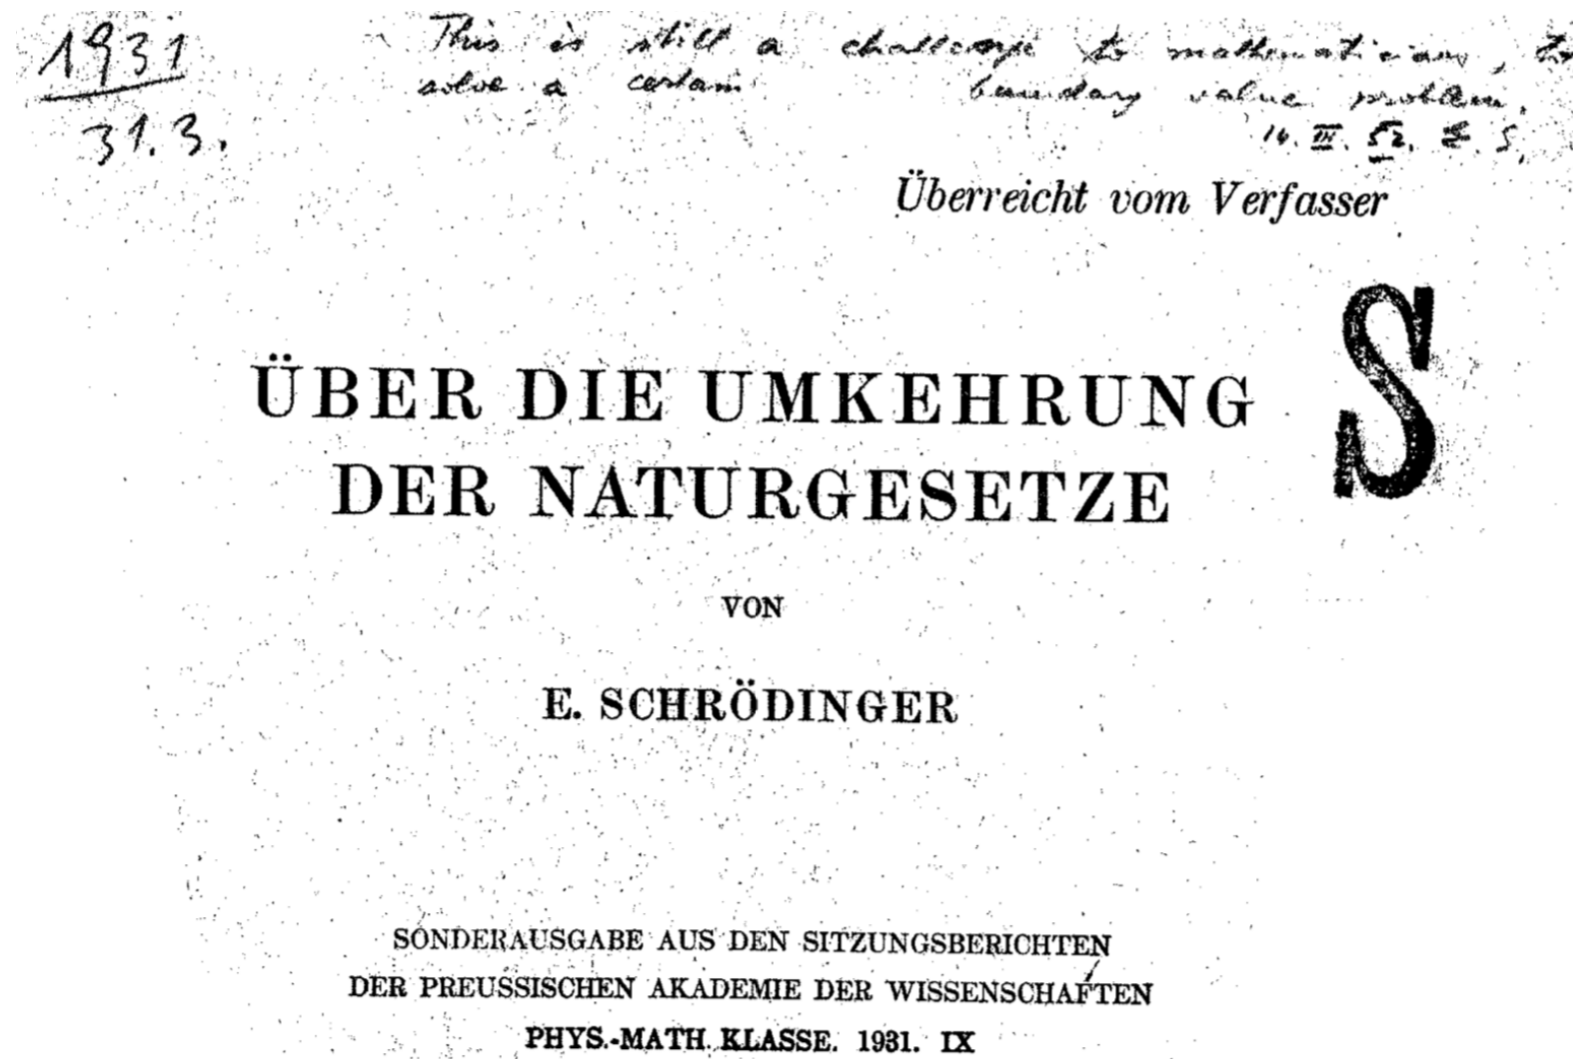 1931
31.3.
This is still a challenge to mathematicians, to
solve a certain boundary value problem.
14. III. 52. E. S.
Überreicht vom Verfasser
S
ÜBER DIE UMKEHRUNG
DER NATURGESETZE
VON
E. SCHRÖDINGER
SONDERAUSGABE AUS DEN SITZUNGSBERICHTEN
DER PREUSSISCHEN AKADEMIE DER WISSENSCHAFTEN
PHYS.-MATH. KLASSE. 1931. IX